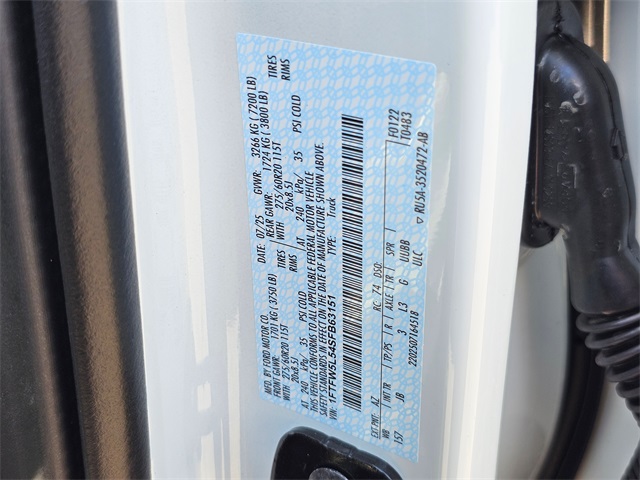 MFD. BY FORD MOTOR CO.
DATE: 07/25 GVWR: 3266 KG ( 7200 LB)
FRONT GAWR: 1701 KG ( 3750 LB) REAR GAWR: 1724 KG ( 3800 LB)
WITH 275/60R20 115T TIRES WITH 275/60R20 115T TIRES
20x8.5J RIMS 20x8.5J RIMS
AT 240 kPa/ 35 PSI COLD AT 240 kPa/ 35 PSI COLD
THIS VEHICLE CONFORMS TO ALL APPLICABLE FEDERAL MOTOR VEHICLE
SAFETY STANDARDS IN EFFECT ON THE DATE OF MANUFACTURE SHOWN ABOVE.
VIN: 1FTFW5L54SFB63151 TYPE: Truck
F0122
T0483
EXT PNT: AZ RC: 74 DSO:
WB INT TR TP/PS R AXLE TR SPR
157 JB 3 L3 G UUBB
2202507164518 ULC
RU5A-3520472-AB